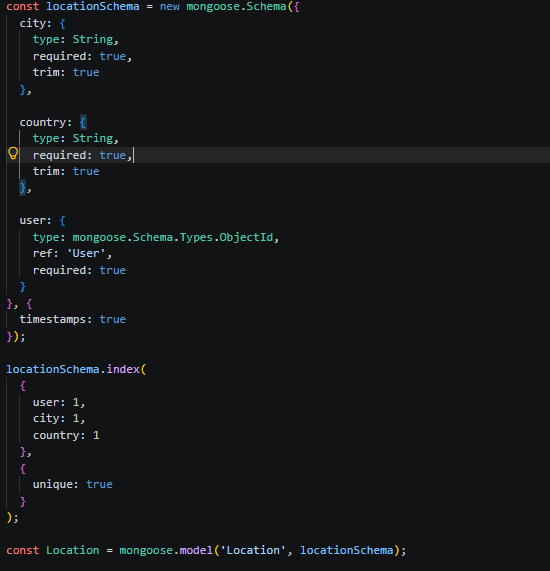 const locationSchema = new mongoose.Schema({
  city: {
    type: String,
    required: true,
    trim: true
  },

  country: {
    type: String,
    required: true,
    trim: true
  },

  user: {
    type: mongoose.Schema.Types.ObjectId,
    ref: 'User',
    required: true
  }
}, {
  timestamps: true
});

locationSchema.index(
  {
    user: 1,
    city: 1,
    country: 1
  },
  {
    unique: true
  }
);

const Location = mongoose.model('Location', locationSchema);